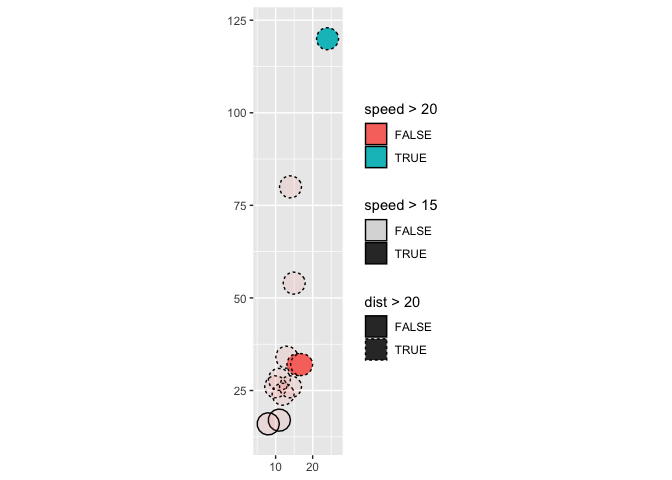 125
100
75
50
25
10 20
speed > 20
FALSE
TRUE
speed > 15
FALSE
TRUE
dist > 20
FALSE
TRUE